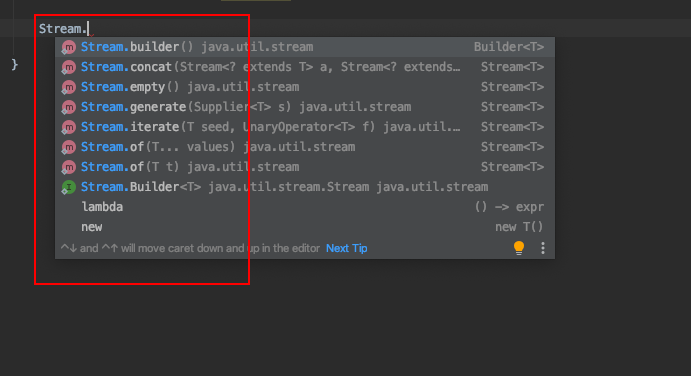 Stream.
Stream.builder() java.util.stream Builder<T>
Stream.concat(Stream<? extends T> a, Stream<? extends… Stream<T>
Stream.empty() java.util.stream Stream<T>
Stream.generate(Supplier<T> s) java.util.stream Stream<T>
Stream.iterate(T seed, UnaryOperator<T> f) java.util.… Stream<T>
Stream.of(T... values) java.util.stream Stream<T>
Stream.of(T t) java.util.stream Stream<T>
Stream.Builder<T> java.util.stream.Stream java.util.stream
lambda () -> expr
new new T()
^↓ and ^↑ will move caret down and up in the editor Next Tip
}